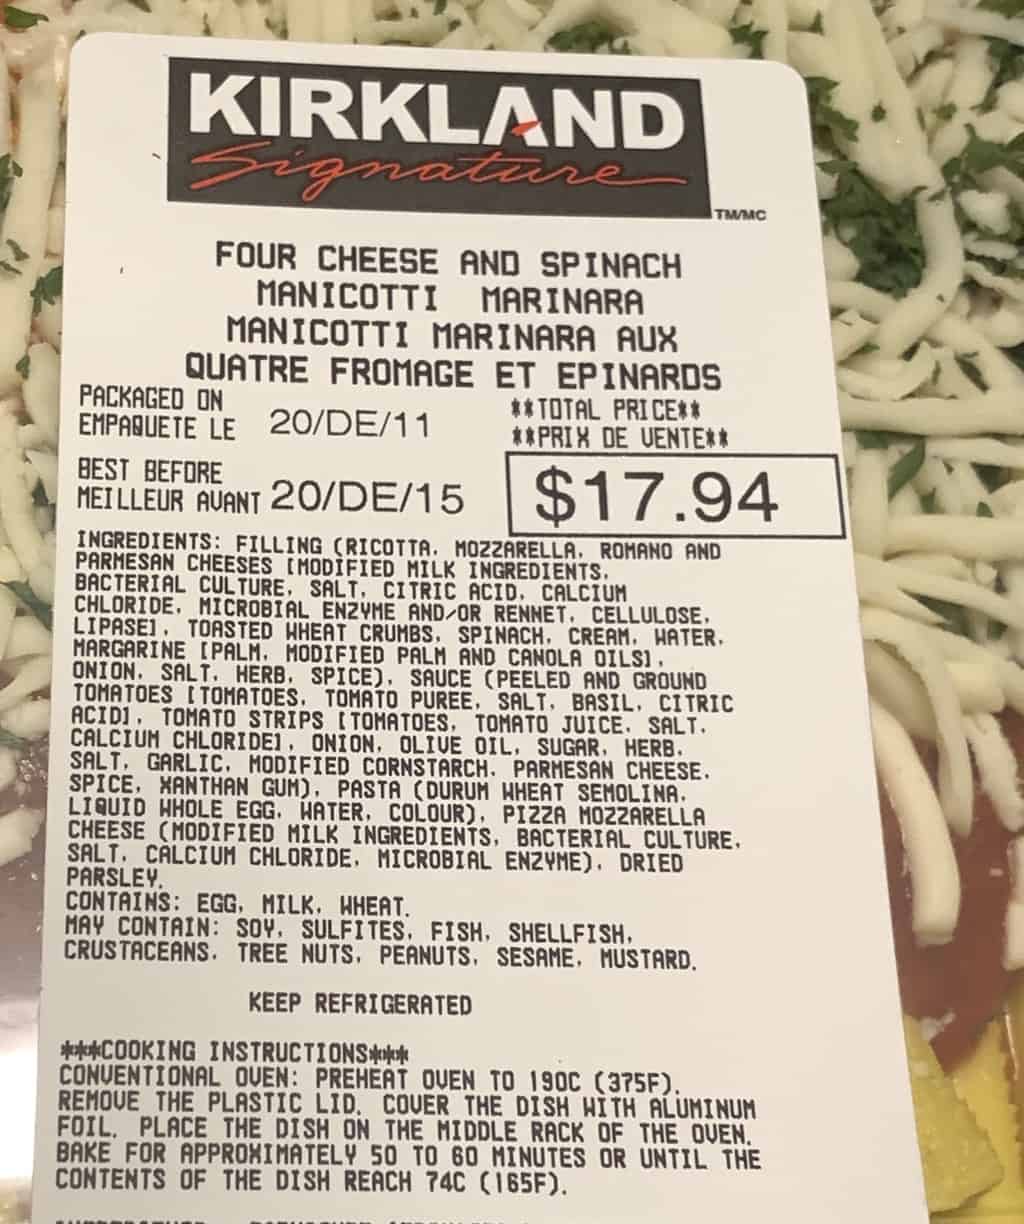 KIRKLAND
Signature
TM/MC
FOUR CHEESE AND SPINACH
MANICOTTI MARINARA
MANICOTTI MARINARA AUX
QUATRE FROMAGE ET EPINARDS
PACKAGED ON
EMPAQUETE LE 20/DE/11
**TOTAL PRICE**
**PRIX DE VENTE**
BEST BEFORE
MEILLEUR AVANT 20/DE/15
$17.94
INGREDIENTS: FILLING (RICOTTA, MOZZARELLA, ROMANO AND
PARMESAN CHEESES [MODIFIED MILK INGREDIENTS,
BACTERIAL CULTURE, SALT, CITRIC ACID, CALCIUM
CHLORIDE, MICROBIAL ENZYME AND/OR RENNET, CELLULOSE,
LIPASE], TOASTED WHEAT CRUMBS, SPINACH, CREAM, WATER,
MARGARINE [PALM, MODIFIED PALM AND CANOLA OILS],
ONION, SALT, HERB, SPICE), SAUCE (PEELED AND GROUND
TOMATOES [TOMATOES, TOMATO PUREE, SALT, BASIL, CITRIC
ACID], TOMATO STRIPS [TOMATOES, TOMATO JUICE, SALT,
CALCIUM CHLORIDE], ONION, OLIVE OIL, SUGAR, HERB,
SALT, GARLIC, MODIFIED CORNSTARCH, PARMESAN CHEESE,
SPICE, XANTHAN GUM), PASTA (DURUM WHEAT SEMOLINA,
LIQUID WHOLE EGG, WATER, COLOUR), PIZZA MOZZARELLA
CHEESE (MODIFIED MILK INGREDIENTS, BACTERIAL CULTURE,
SALT, CALCIUM CHLORIDE, MICROBIAL ENZYME), DRIED
PARSLEY.
CONTAINS: EGG, MILK, WHEAT.
MAY CONTAIN: SOY, SULFITES, FISH, SHELLFISH,
CRUSTACEANS, TREE NUTS, PEANUTS, SESAME, MUSTARD.
KEEP REFRIGERATED
***COOKING INSTRUCTIONS***
CONVENTIONAL OVEN: PREHEAT OVEN TO 190C (375F).
REMOVE THE PLASTIC LID. COVER THE DISH WITH ALUMINUM
FOIL. PLACE THE DISH ON THE MIDDLE RACK OF THE OVEN.
BAKE FOR APPROXIMATELY 50 TO 60 MINUTES OR UNTIL THE
CONTENTS OF THE DISH REACH 74C (165F).